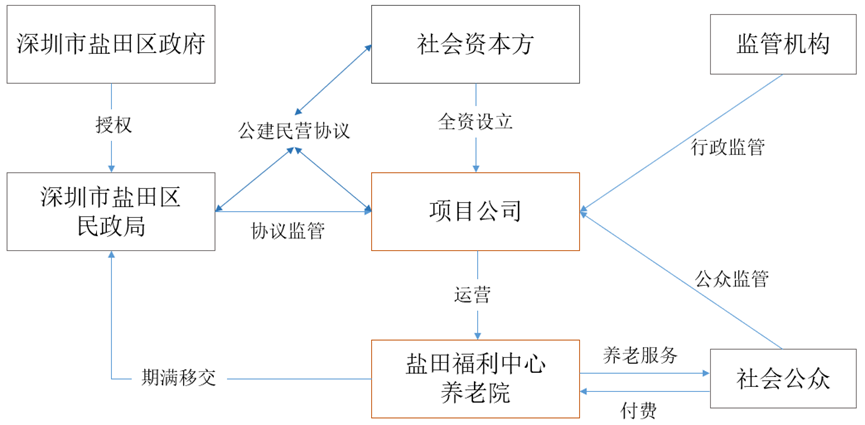 深圳市盐田区政府
社会资本方
监管机构
授权
公建民营协议
全资设立
行政监管
深圳市盐田区
民政局
协议监管
项目公司
公众监管
运营
期满移交
盐田福利中心
养老院
养老服务
付费
社会公众